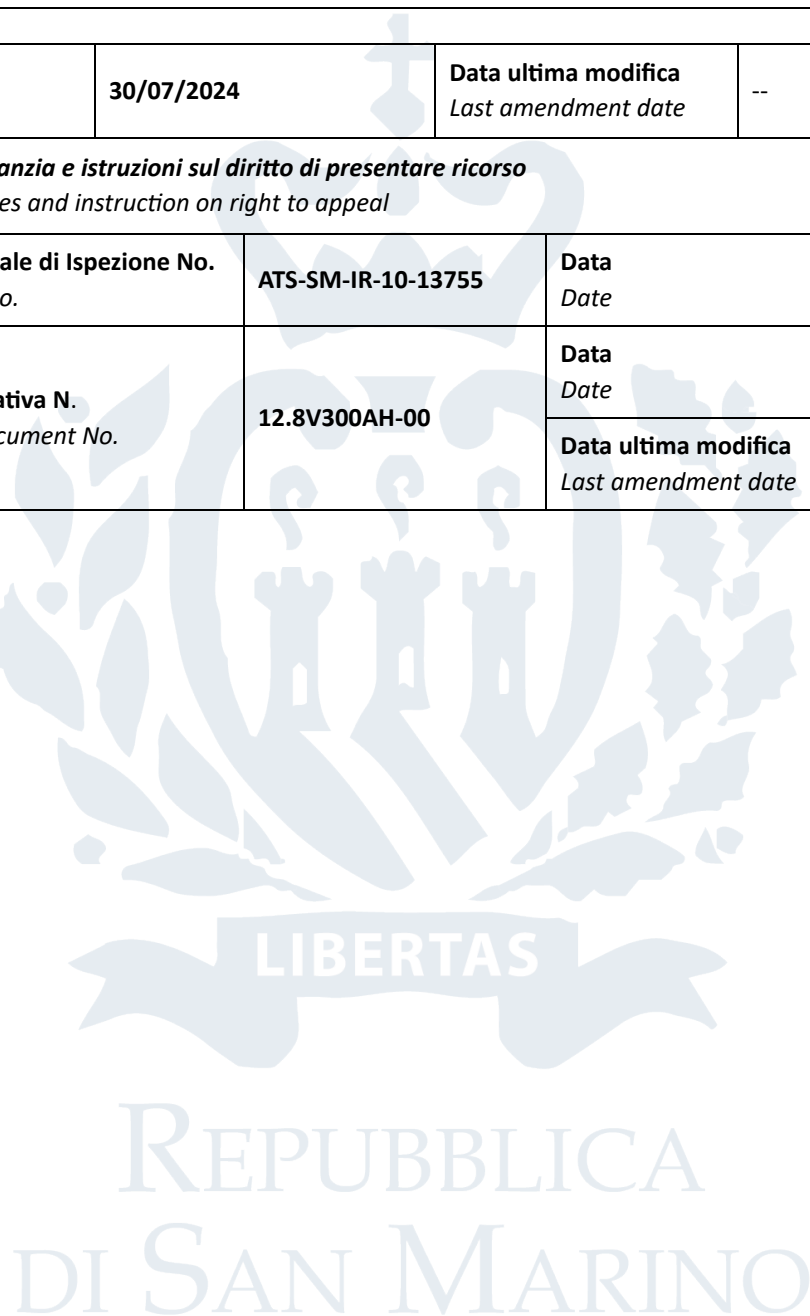 30/07/2024
Data ultima modifica
Last amendment date
--
anzia e istruzioni sul diritto di presentare ricorso
es and instruction on right to appeal
ale di Ispezione No.
o.
ATS-SM-IR-10-13755
Data
Date
ativa N.
cument No.
12.8V300AH-00
Data
Date
Data ultima modifica
Last amendment date
LIBERTAS
REPUBBLICA
DI SAN MARINO